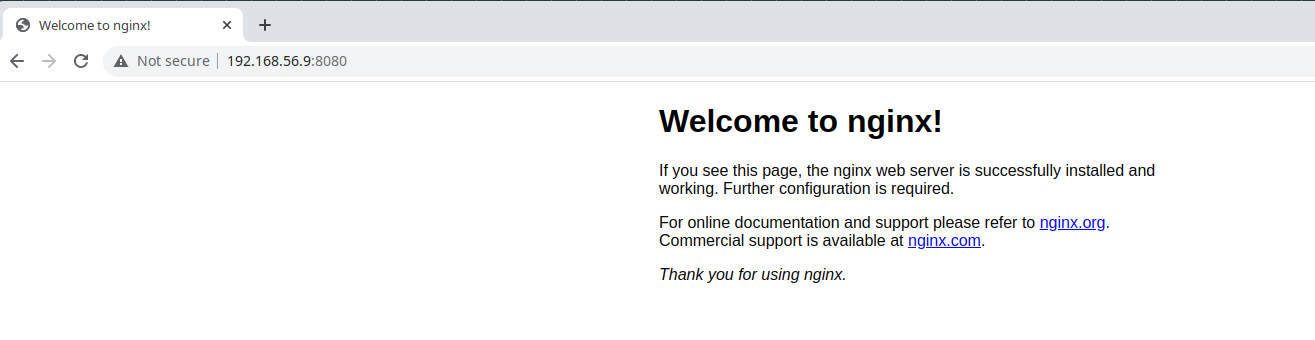 Welcome to nginx!
Not secure 192.168.56.9:8080
Welcome to nginx!
If you see this page, the nginx web server is successfully installed and
working. Further configuration is required.
For online documentation and support please refer to nginx.org.
Commercial support is available at nginx.com.
Thank you for using nginx.